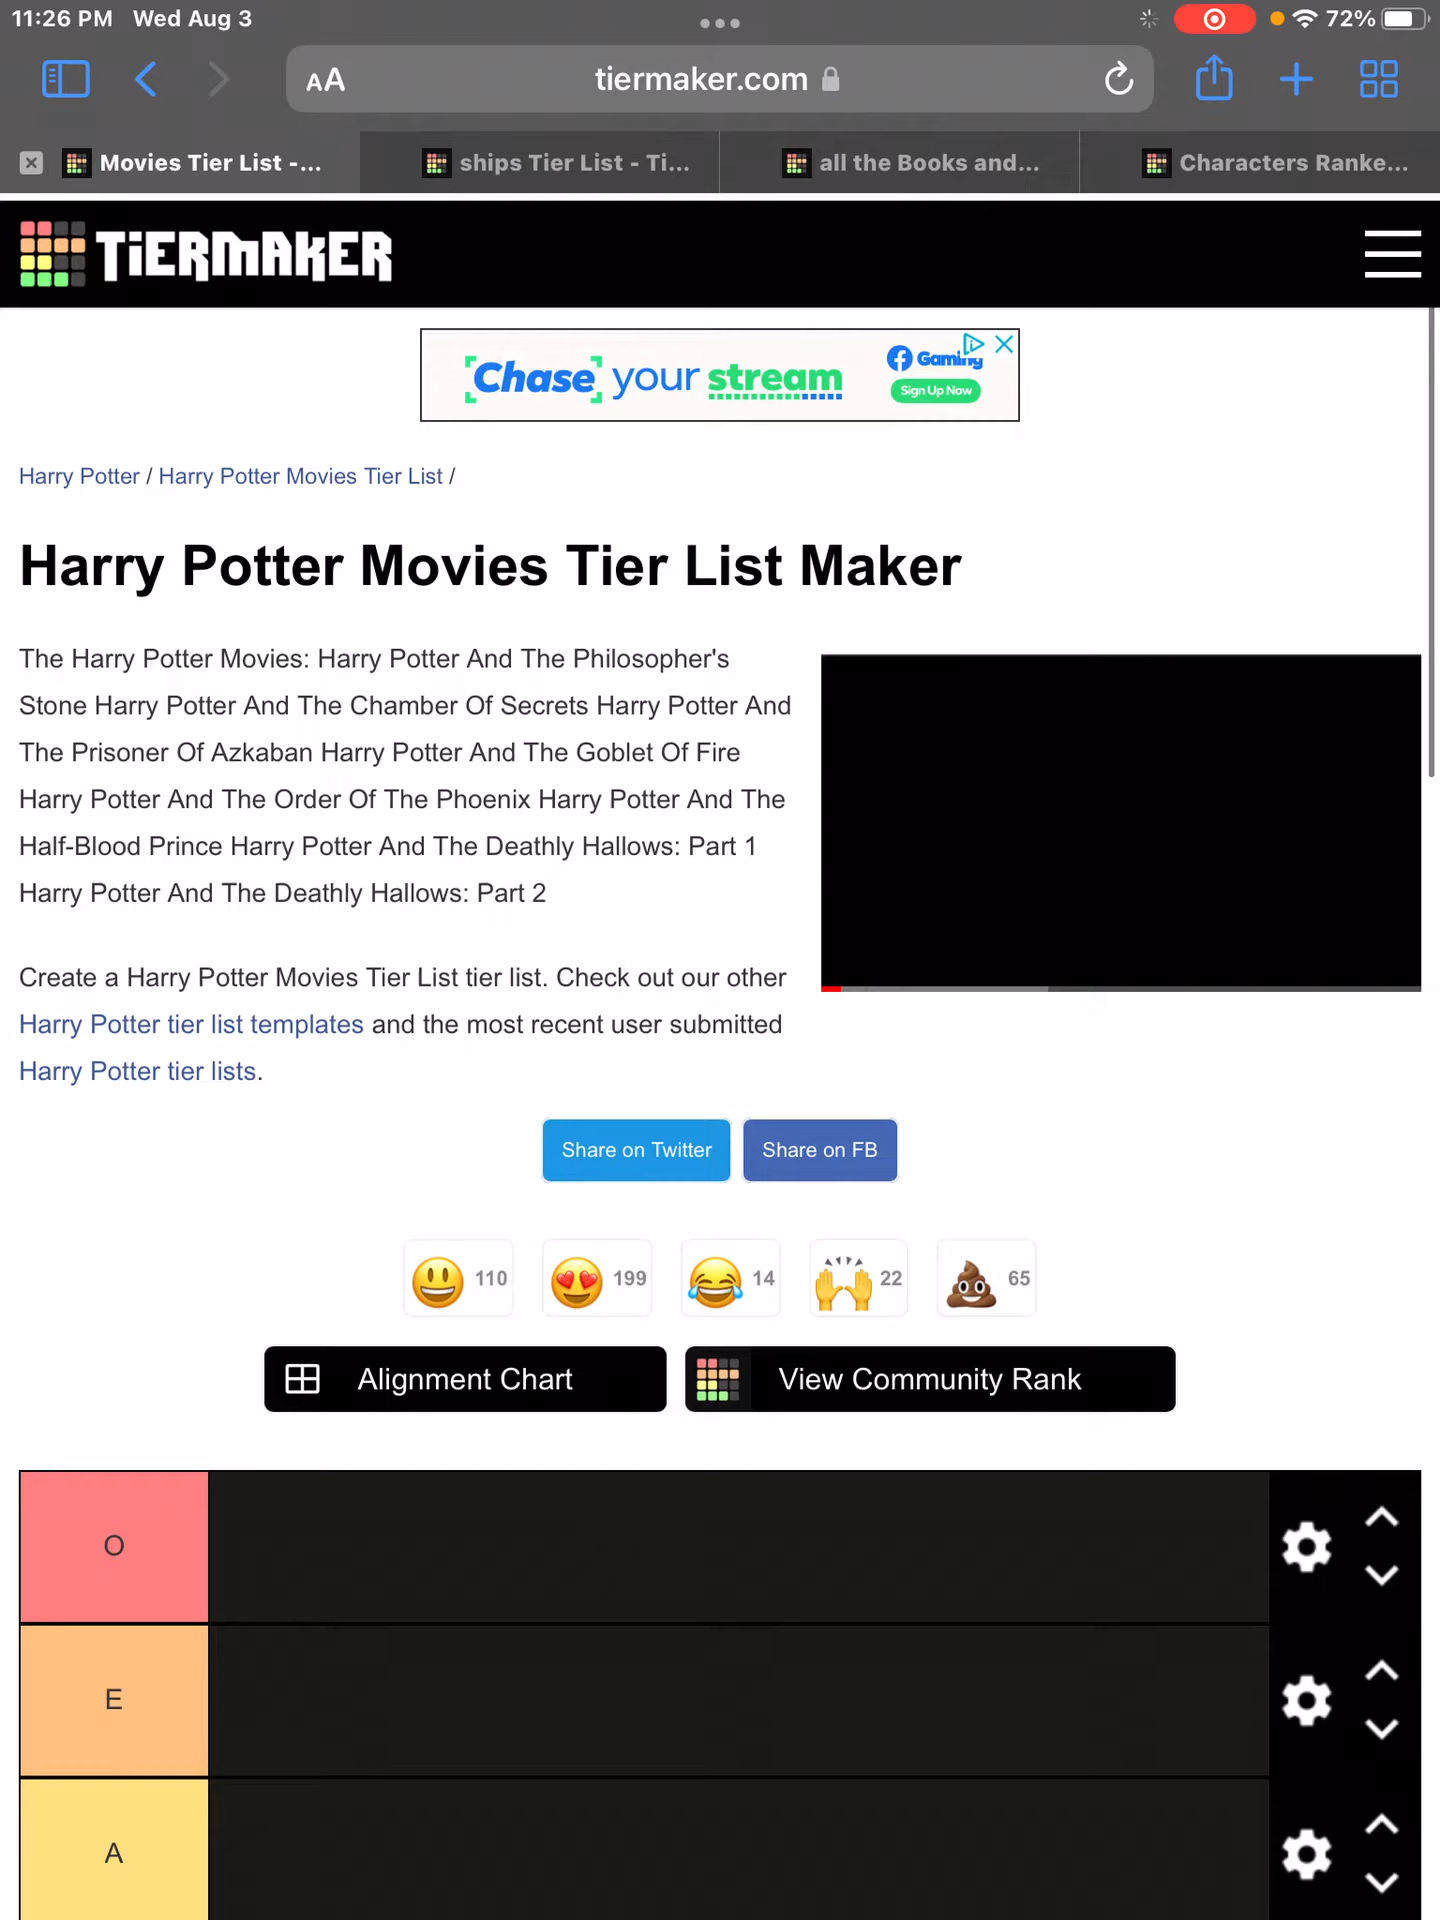 11:26 PM Wed Aug 3
72%
AA
tiermaker.com
Movies Tier List -...
ships Tier List - Ti...
all the Books and...
Characters Ranke...
TiERMAKER
Chase your stream
Gaming
Sign Up Now
Harry Potter / Harry Potter Movies Tier List /
Harry Potter Movies Tier List Maker
The Harry Potter Movies: Harry Potter And The Philosopher's
Stone Harry Potter And The Chamber Of Secrets Harry Potter And
The Prisoner Of Azkaban Harry Potter And The Goblet Of Fire
Harry Potter And The Order Of The Phoenix Harry Potter And The
Half-Blood Prince Harry Potter And The Deathly Hallows: Part 1
Harry Potter And The Deathly Hallows: Part 2
Create a Harry Potter Movies Tier List tier list. Check out our other
Harry Potter tier list templates and the most recent user submitted
Harry Potter tier lists.
Share on Twitter
Share on FB
110
199
14
22
65
Alignment Chart
View Community Rank
O
E
A